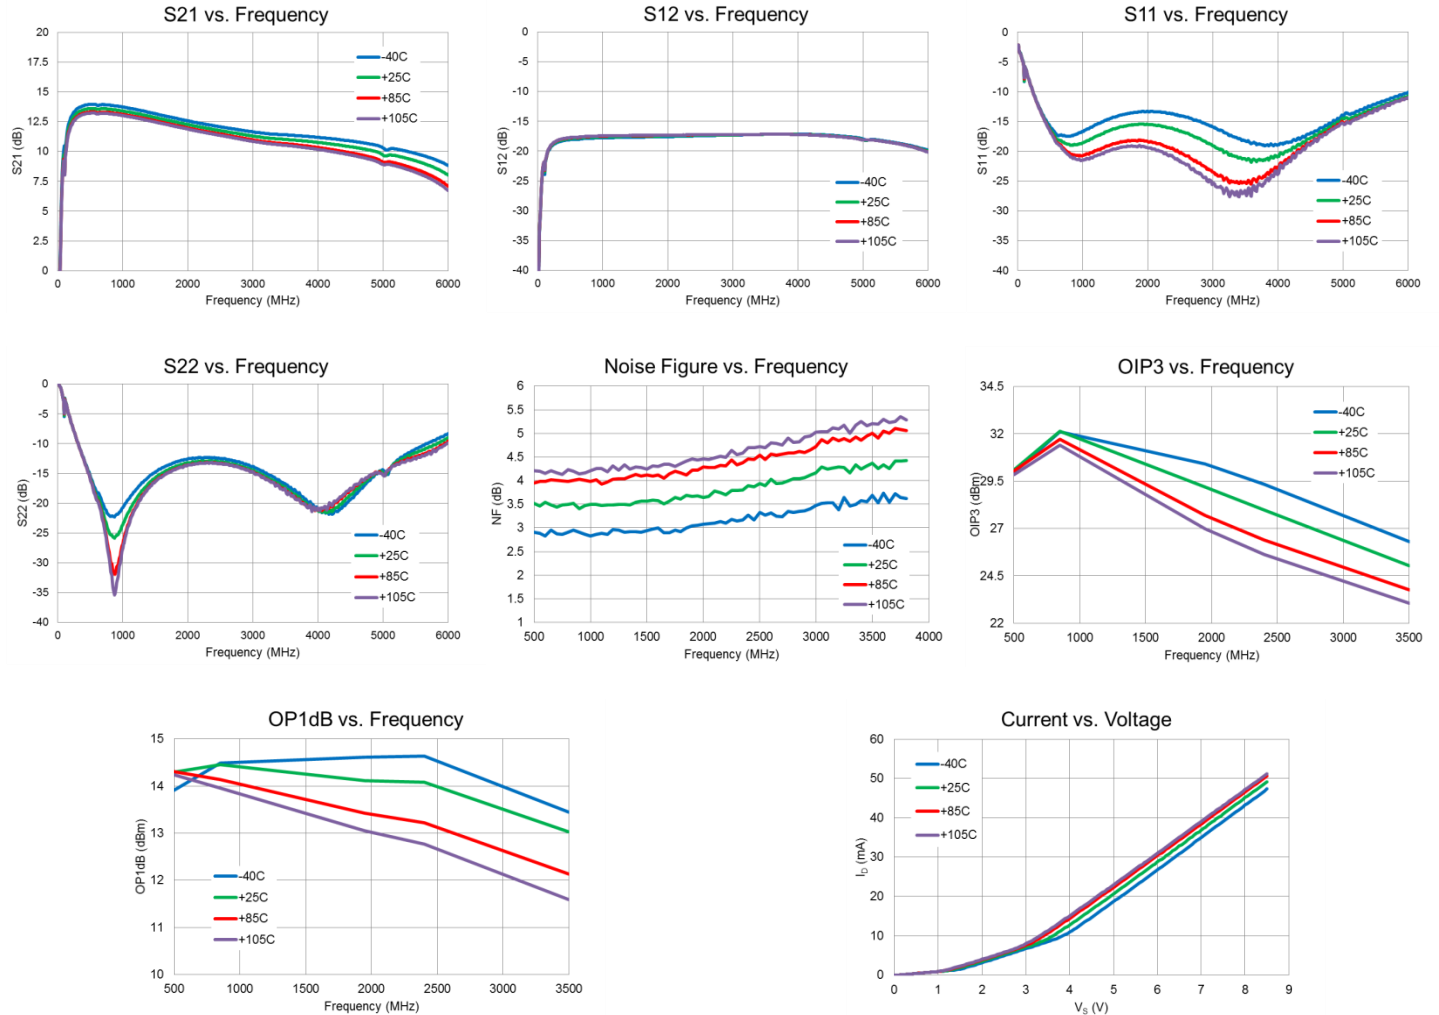 S21 vs. Frequency
20
17.5
15
12.5
10
7.5
5
2.5
0
S21 (dB)
-40C
+25C
+85C
+105C
0 1000 2000 3000 4000 5000 6000
Frequency (MHz)
S12 vs. Frequency
0
-5
-10
-15
-20
-25
-30
-35
-40
S12 (dB)
-40C
+25C
+85C
+105C
0 1000 2000 3000 4000 5000 6000
Frequency (MHz)
S11 vs. Frequency
0
-5
-10
-15
-20
-25
-30
-35
-40
S11 (dB)
-40C
+25C
+85C
+105C
0 1000 2000 3000 4000 5000 6000
Frequency (MHz)
S22 vs. Frequency
0
-5
-10
-15
-20
-25
-30
-35
-40
S22 (dB)
-40C
+25C
+85C
+105C
0 1000 2000 3000 4000 5000 6000
Frequency (MHz)
Noise Figure vs. Frequency
6
5.5
5
4.5
4
3.5
3
2.5
2
1.5
1
NF (dB)
-40C
+25C
+85C
+105C
500 1000 1500 2000 2500 3000 3500 4000
Frequency (MHz)
OIP3 vs. Frequency
34.5
32
29.5
27
24.5
22
OIP3 (dBm)
-40C
+25C
+85C
+105C
500 1000 1500 2000 2500 3000 3500
Frequency (MHz)
OP1dB vs. Frequency
15
14
13
12
11
10
OP1dB (dBm)
-40C
+25C
+85C
+105C
500 1000 1500 2000 2500 3000 3500
Frequency (MHz)
Current vs. Voltage
60
50
40
30
20
10
0
I_D (mA)
-40C
+25C
+85C
+105C
0 1 2 3 4 5 6 7 8 9
V_S (V)